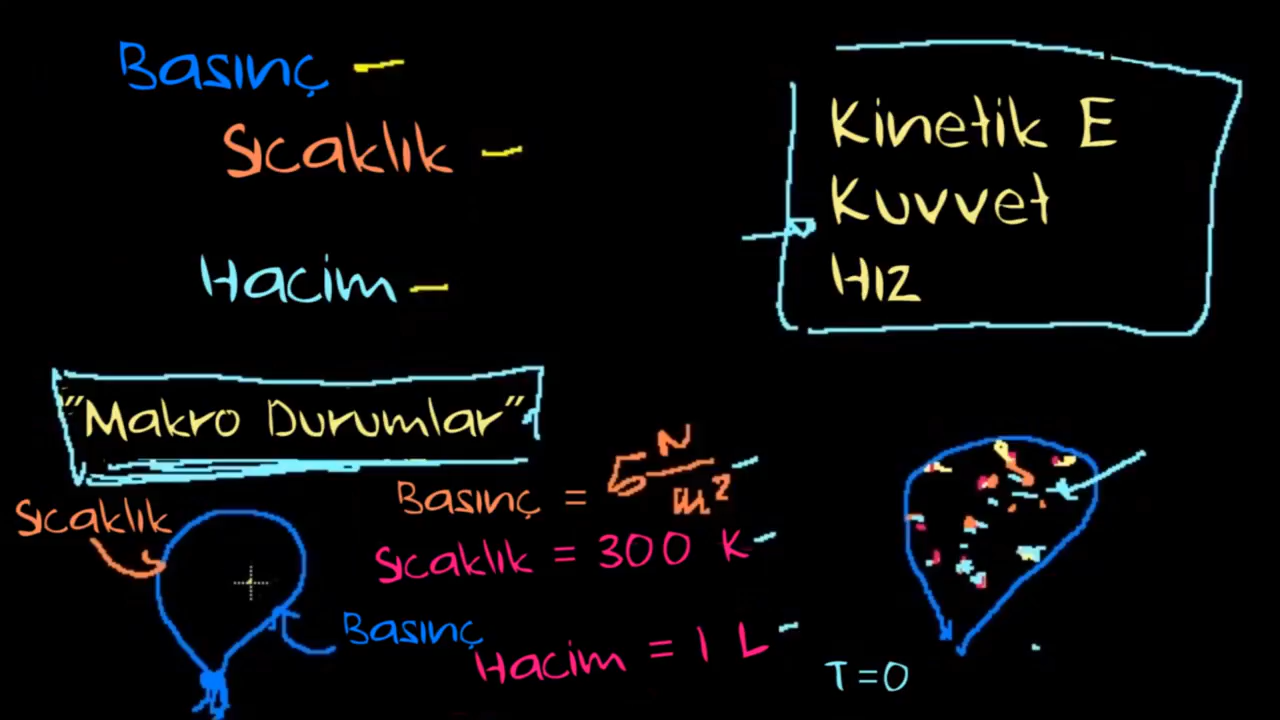 Basınç
Sıcaklık
Hacim
Kinetik E
Kuvvet
Hız
"Makro Durumlar"
Sıcaklık
Basınç
Basınç = 5 N/m²
Sıcaklık = 300 K
Hacim = 1 L
T=0